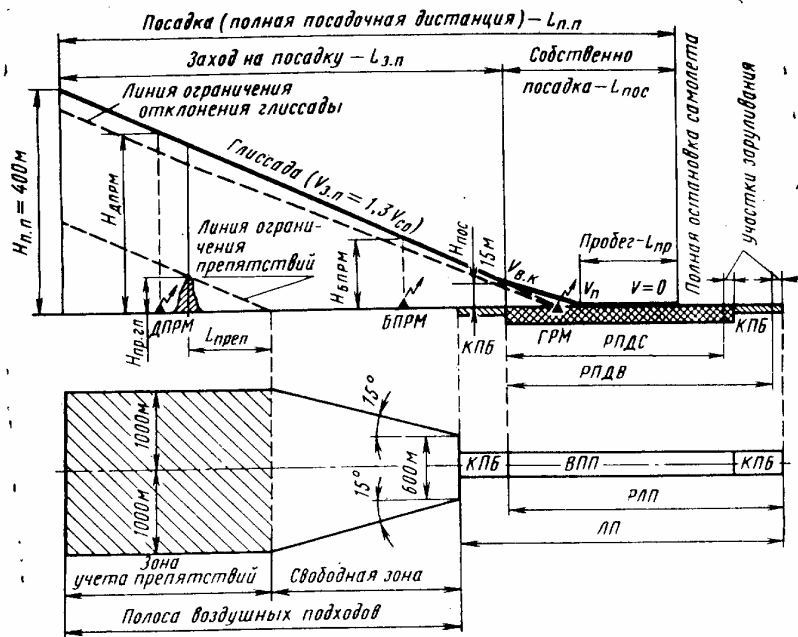 Посадка (полная посадочная дистанция) – Lп.п
Заход на посадку – Lз.п
Собственно
посадка – Lпос
Линия ограничения
отклонения глиссады
Глиссада (Vз.п = 1,3Vсо)
Hп.п = 400м
HДПРМ
Линия ограни-
чения
препятствий
HБПРМ
Hпос
15м
Vв.к
Пробег – Lпр
Vп
V=0
Полная остановка самолета
участки заруливания
Hпр.гп
ДПРМ
Lпреп
БПРМ
КПБ
ГРМ
КПБ
РПДС
РПДВ
1000м
1000м
15°
15°
600м
КПБ
ВПП
КПБ
РЛП
ЛП
Зона
учета препятствий
Свободная зона
Полоса воздушных подходов